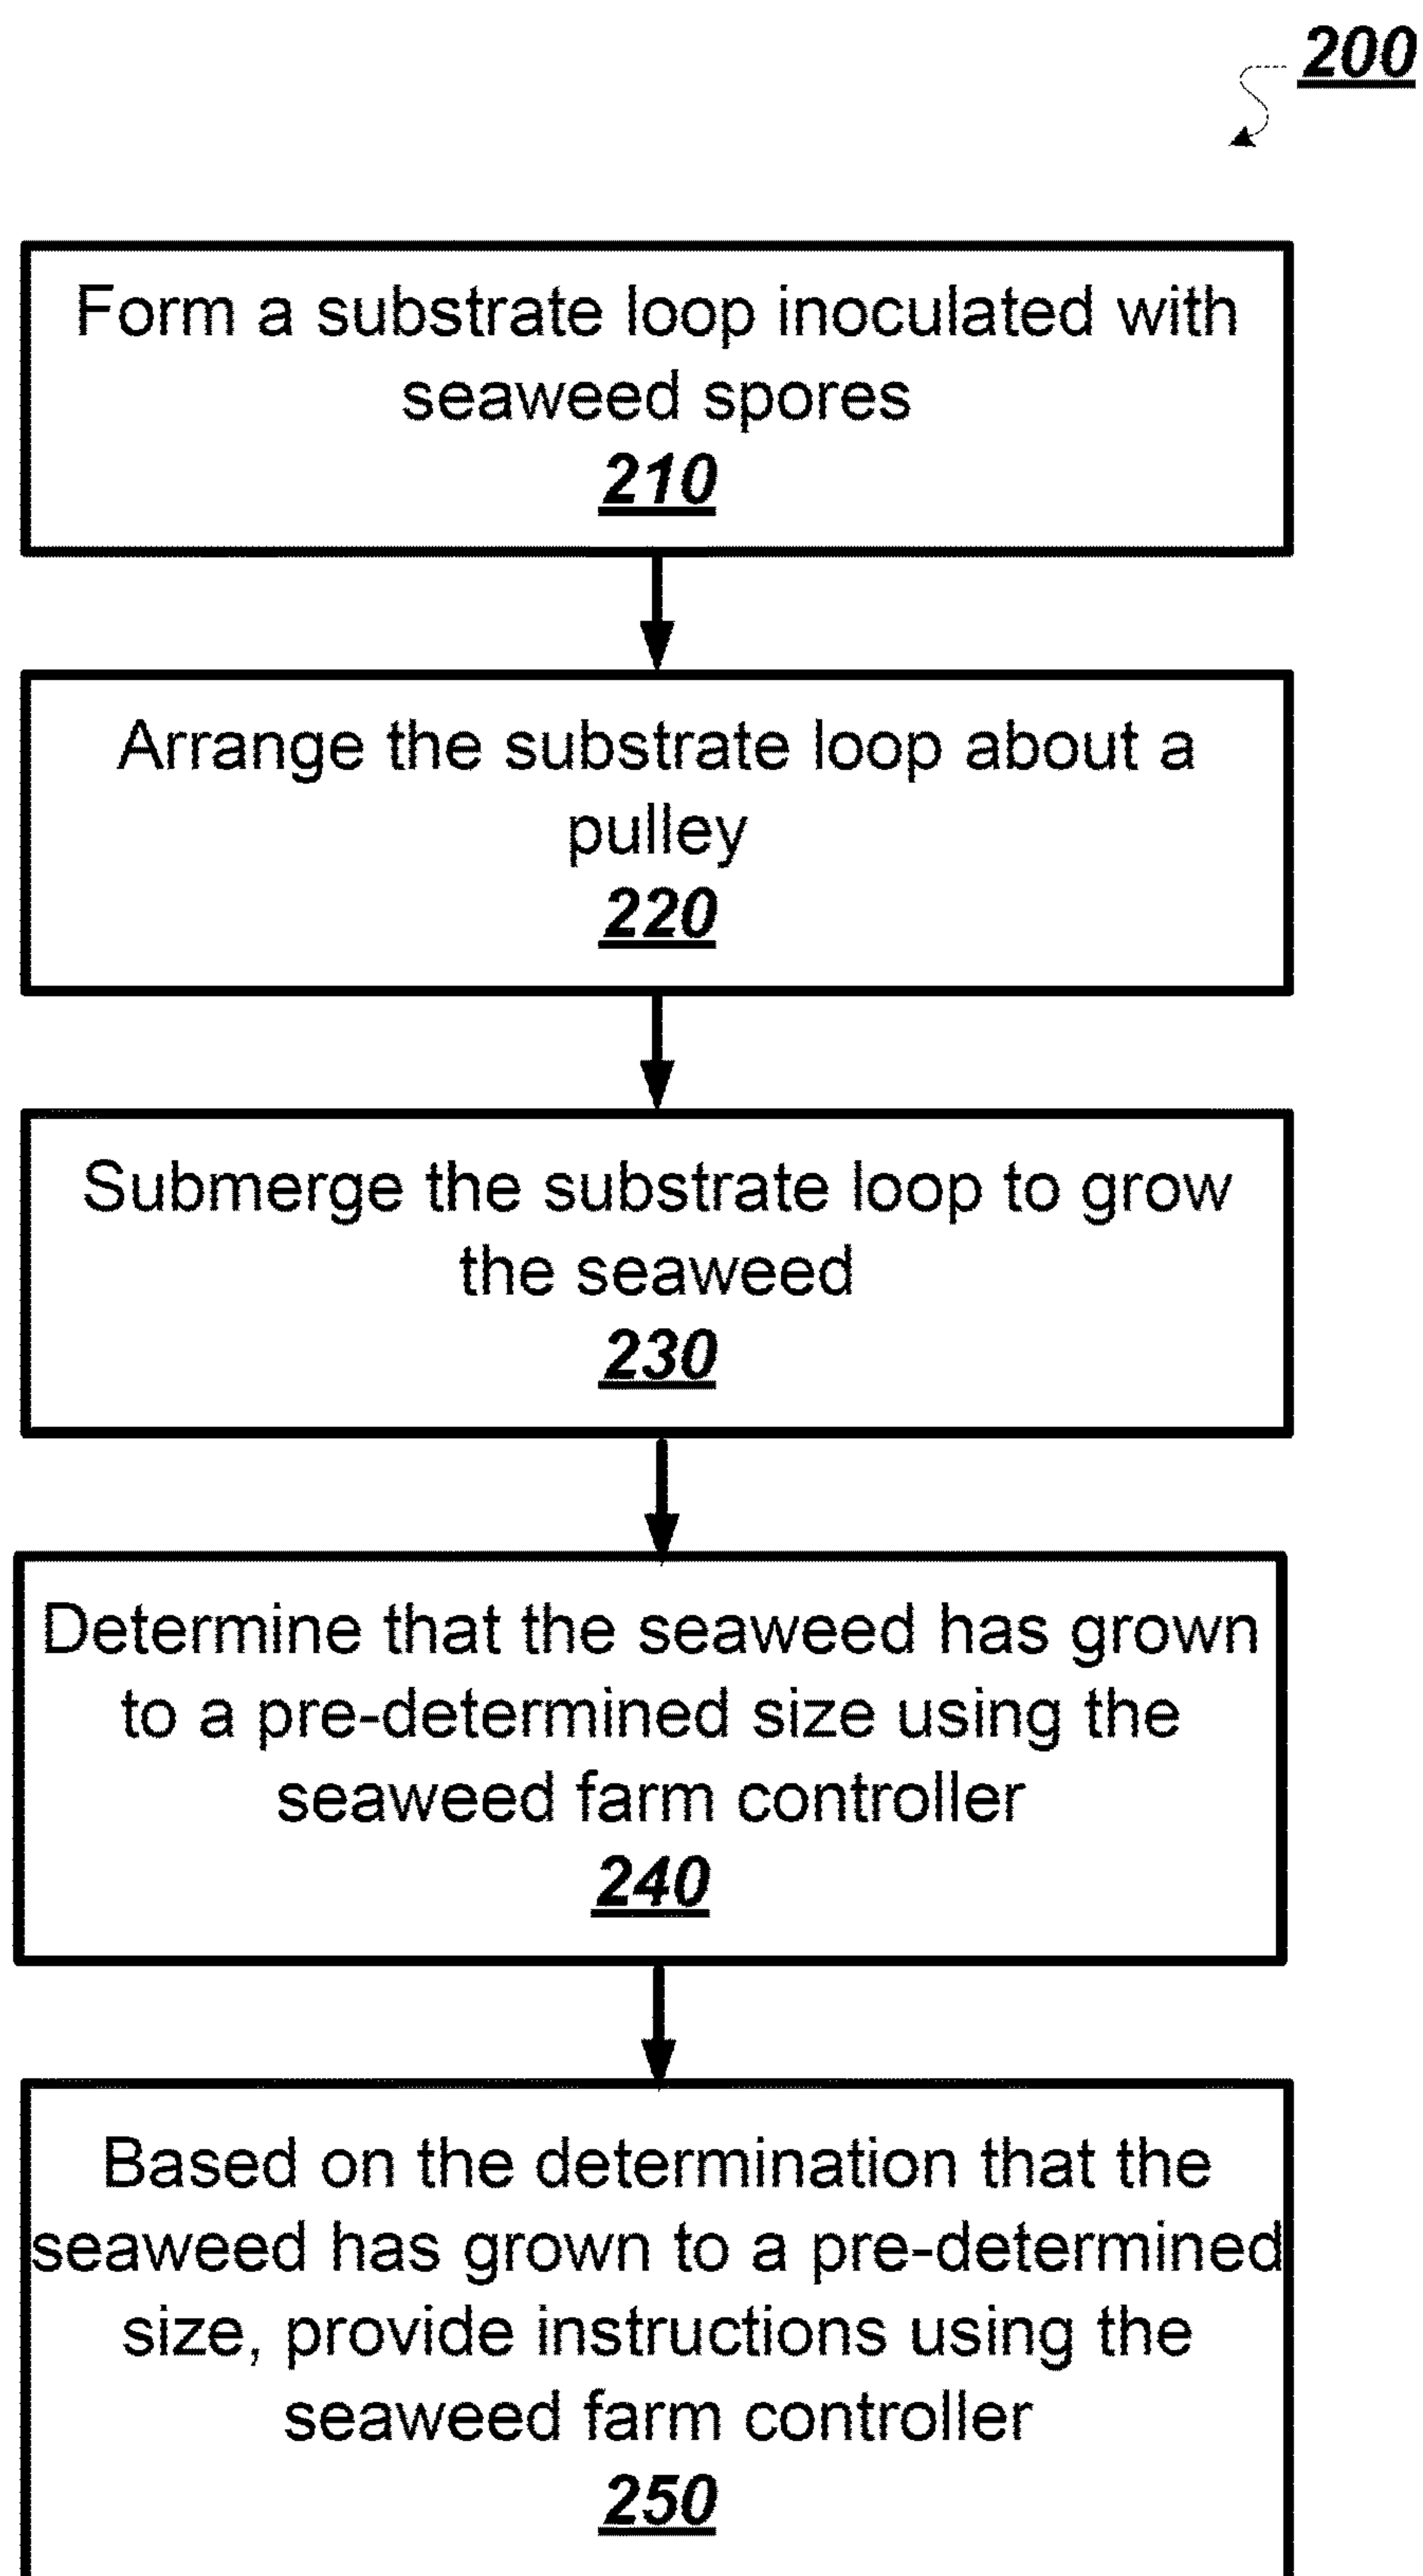 200
Form a substrate loop inoculated with
seaweed spores
210
Arrange the substrate loop about a
pulley
220
Submerge the substrate loop to grow
the seaweed
230
Determine that the seaweed has grown
to a pre-determined size using the
seaweed farm controller
240
Based on the determination that the
seaweed has grown to a pre-determined
size, provide instructions using the
seaweed farm controller
250